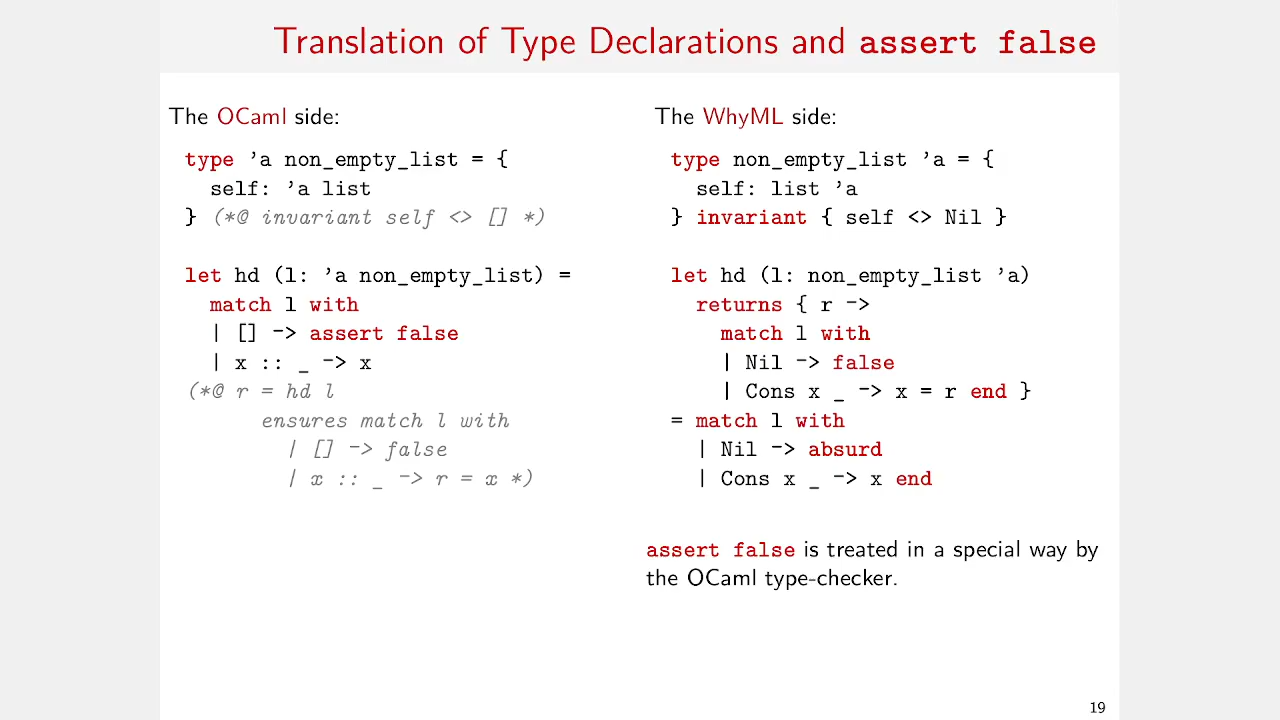 Translation of Type Declarations and assert false
The OCaml side:
type 'a non_empty_list = {
self: 'a list
} (*@ invariant self <> [] *)
let hd (l: 'a non_empty_list) =
match l with
| [] -> assert false
| x :: _ -> x
(*@ r = hd l
ensures match l with
| [] -> false
| x :: _ -> r = x *)
The WhyML side:
type non_empty_list 'a = {
self: list 'a
} invariant { self <> Nil }
let hd (l: non_empty_list 'a)
returns { r ->
match l with
| Nil -> false
| Cons x _ -> x = r end }
= match l with
| Nil -> absurd
| Cons x _ -> x end
assert false is treated in a special way by
the OCaml type-checker.
19